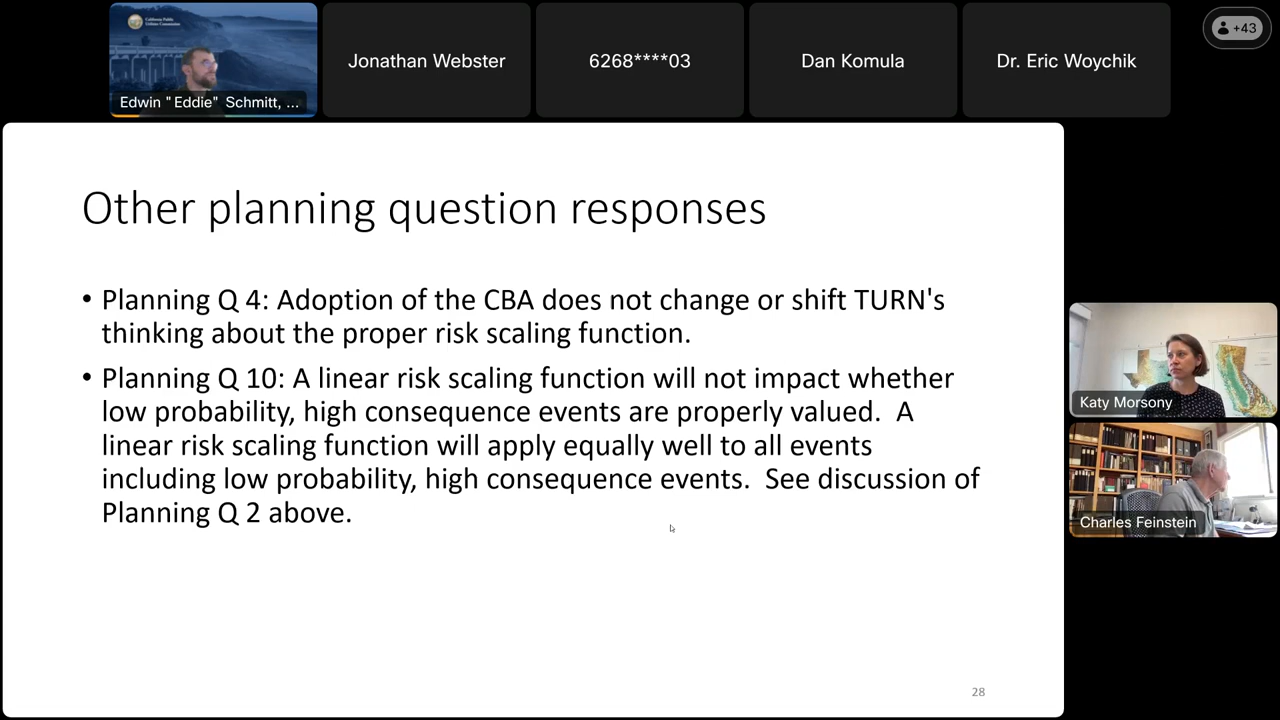 California Public
Utilities Commission
Edwin "Eddie" Schmitt, ...
Jonathan Webster
6268****03
Dan Komula
Dr. Eric Woychik
+43
Other planning question responses
• Planning Q 4: Adoption of the CBA does not change or shift TURN's
thinking about the proper risk scaling function.
• Planning Q 10: A linear risk scaling function will not impact whether
low probability, high consequence events are properly valued.  A
linear risk scaling function will apply equally well to all events
including low probability, high consequence events.  See discussion of
Planning Q 2 above.
28
Katy Morsony
Charles Feinstein